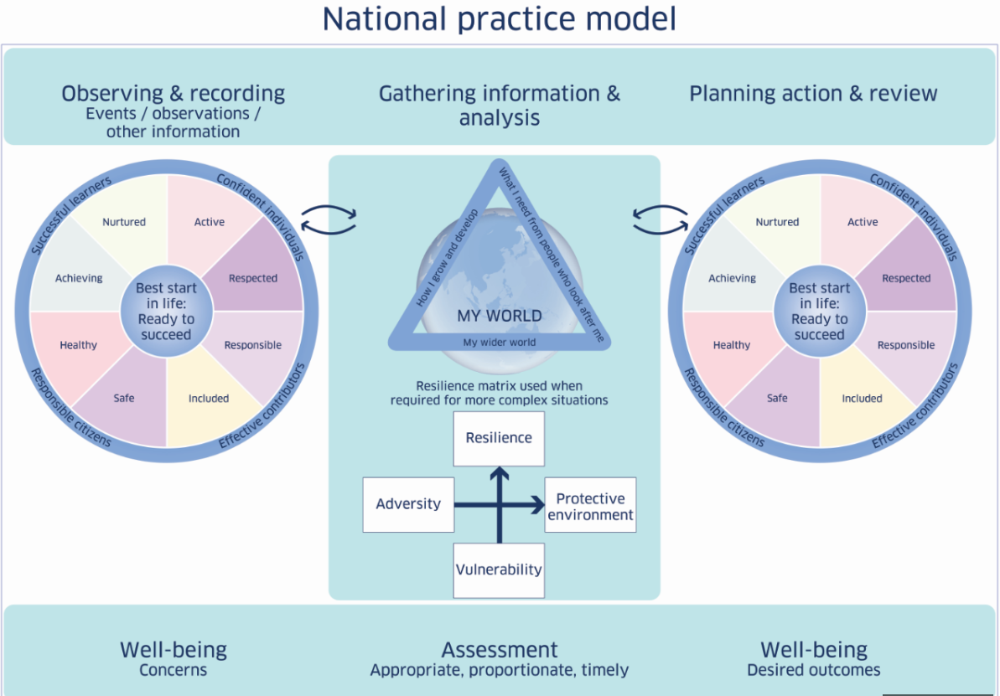 National practice model
Observing & recording
Events / observations /
other information
Gathering information &
analysis
Planning action & review
Successful learners
Confident individuals
Nurtured
Active
Achieving
Respected
Best start
in life:
Ready to
succeed
Healthy
Responsible
Safe
Included
Responsible citizens
Effective contributors
How I grow and develop
What I need from people who look after me
MY WORLD
My wider world
Resilience matrix used when
required for more complex situations
Resilience
Adversity
Protective
environment
Vulnerability
Successful learners
Confident individuals
Nurtured
Active
Achieving
Respected
Best start
in life:
Ready to
succeed
Healthy
Responsible
Safe
Included
Responsible citizens
Effective contributors
Well-being
Concerns
Assessment
Appropriate, proportionate, timely
Well-being
Desired outcomes